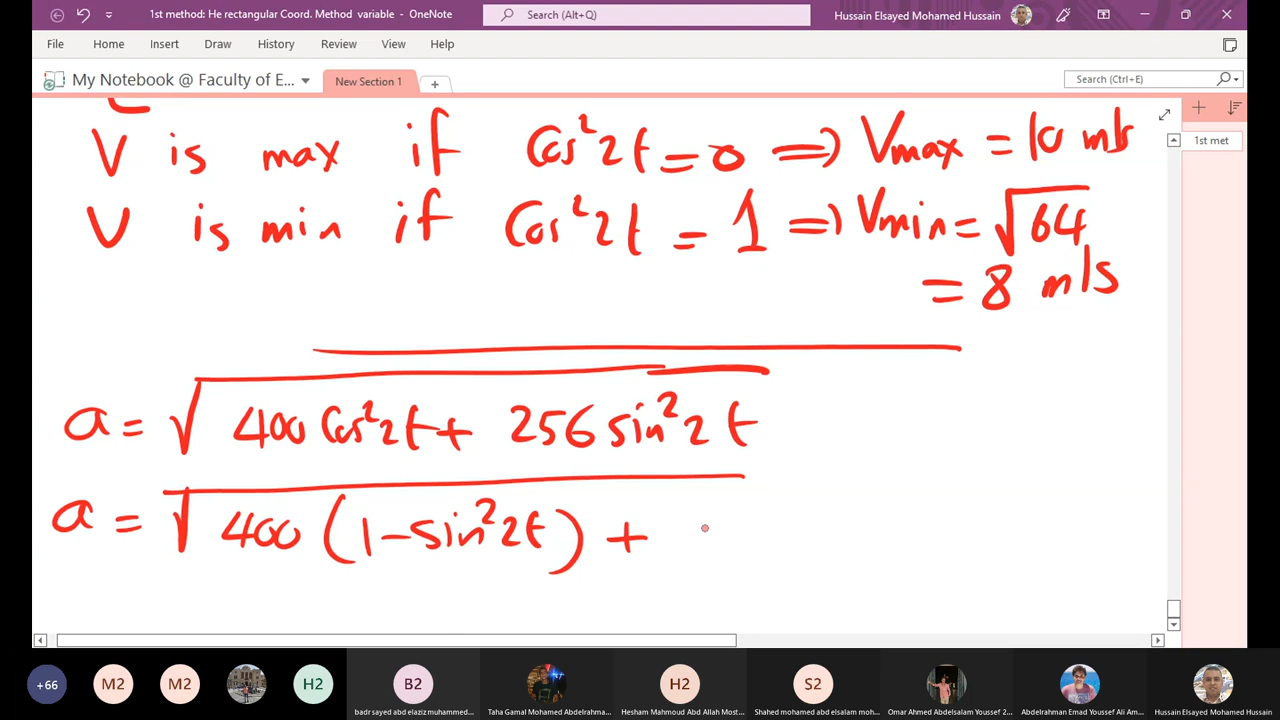 1st method: He rectangular Coord. Method variable - OneNote
Search (Alt+Q)
Hussain Elsayed Mohamed Hussain
File Home Insert Draw History Review View Help
My Notebook @ Faculty of E...
New Section 1
Search (Ctrl+E)
1st met
V is max if Cos²2t = 0 ⇒ Vmax = 10 m/s
V is min if Cos²2t = 1 ⇒ Vmin = √64
= 8 m/s
a = √400 Cos²2t + 256 sin²2t
a = √400 (1-sin²2t) +
+66
M2
M2
H2
B2
H2
S2
badr sayed abd elaziz muhammed...
Taha Gamal Mohamed Abdelrahma...
Hesham Mahmoud Abd Allah Most...
Shahed mohamed abd elsalam moh...
Omar Ahmed Abdelsalam Youssef 2...
Abdelrahman Emad Youssef Ali Am...
Hussain Elsayed Mohamed Hussain